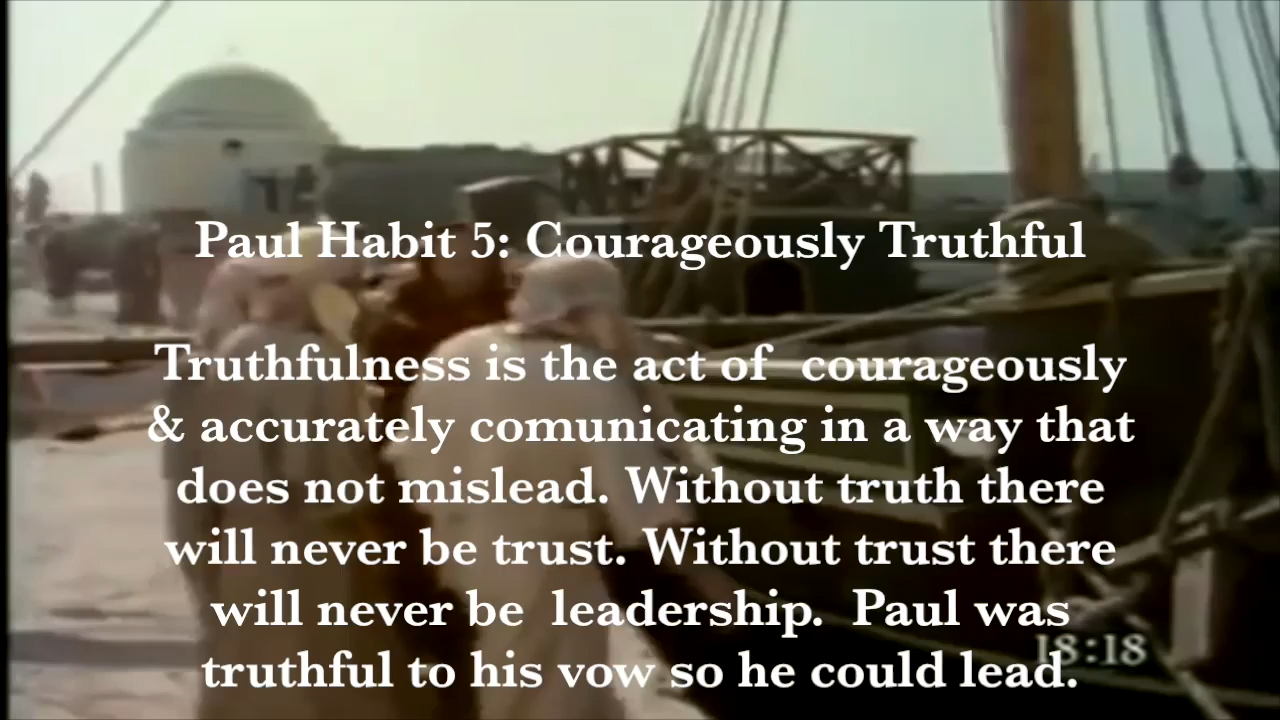 Paul Habit 5: Courageously Truthful
Truthfulness is the act of  courageously
& accurately comunicating in a way that
does not mislead. Without truth there
will never be trust. Without trust there
will never be  leadership.  Paul was
truthful to his vow so he could lead.
18:18